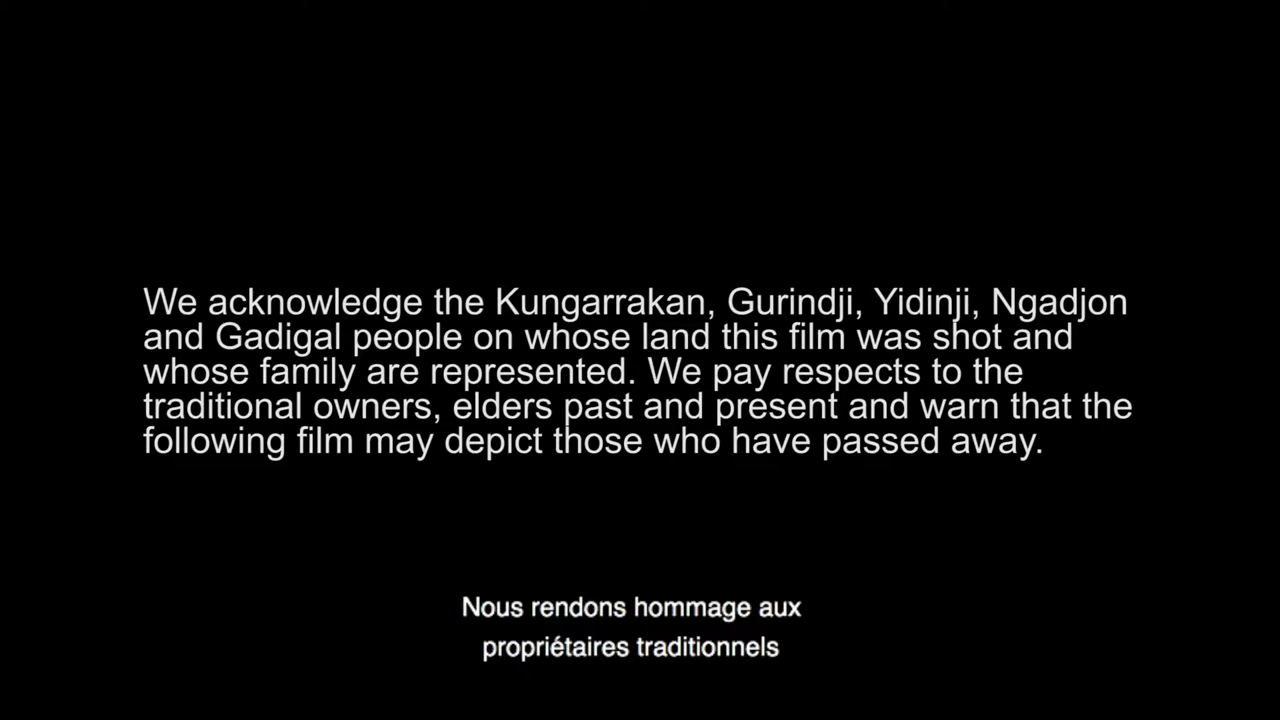 We acknowledge the Kungarrakan, Gurindji, Yidinji, Ngadjon
and Gadigal people on whose land this film was shot and
whose family are represented. We pay respects to the
traditional owners, elders past and present and warn that the
following film may depict those who have passed away.
Nous rendons hommage aux
propriétaires traditionnels